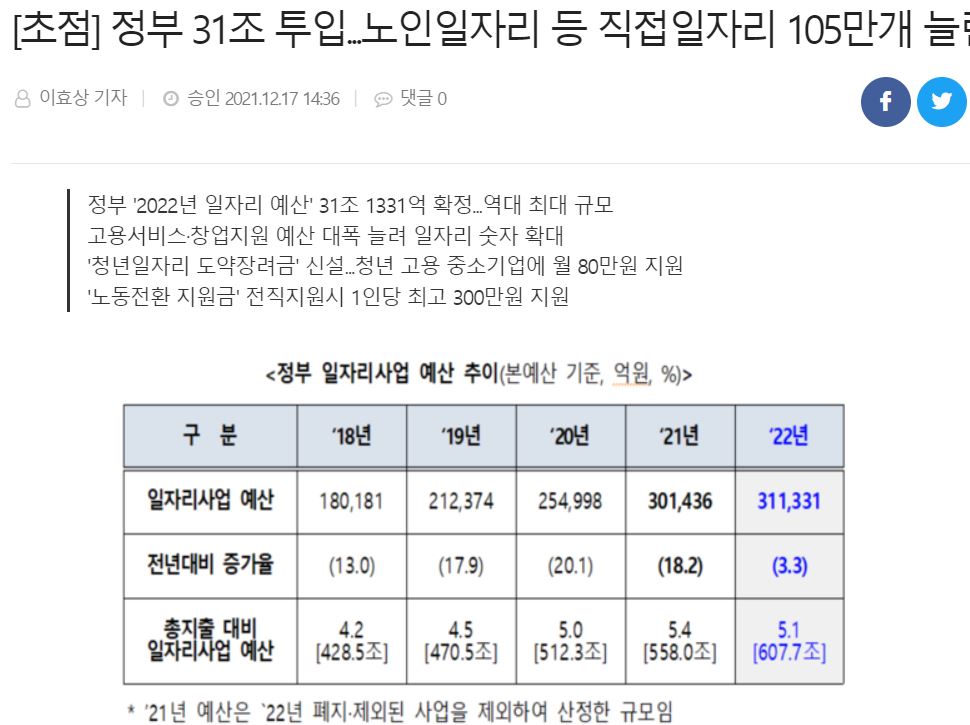 [초점] 정부 31조 투입...노인일자리 등 직접일자리 105만개 늘린
이효상 기자 승인 2021.12.17 14:36 댓글 0
정부 '2022년 일자리 예산' 31조 1331억 확정...역대 최대 규모
고용서비스·창업지원 예산 대폭 늘려 일자리 숫자 확대
'청년일자리 도약장려금' 신설...청년 고용 중소기업에 월 80만원 지원
'노동전환 지원금' 전직지원시 1인당 최고 300만원 지원
<정부 일자리사업 예산 추이(본예산 기준, 억원, %)>
구 분 '18년 '19년 '20년 '21년 '22년
일자리사업 예산 180,181 212,374 254,998 301,436 311,331
전년대비 증가율 (13.0) (17.9) (20.1) (18.2) (3.3)
총지출 대비 4.2 4.5 5.0 5.4 5.1
일자리사업 예산 [428.5조] [470.5조] [512.3조] [558.0조] [607.7조]
* '21년 예산은 `22년 폐지·제외된 사업을 제외하여 산정한 규모임